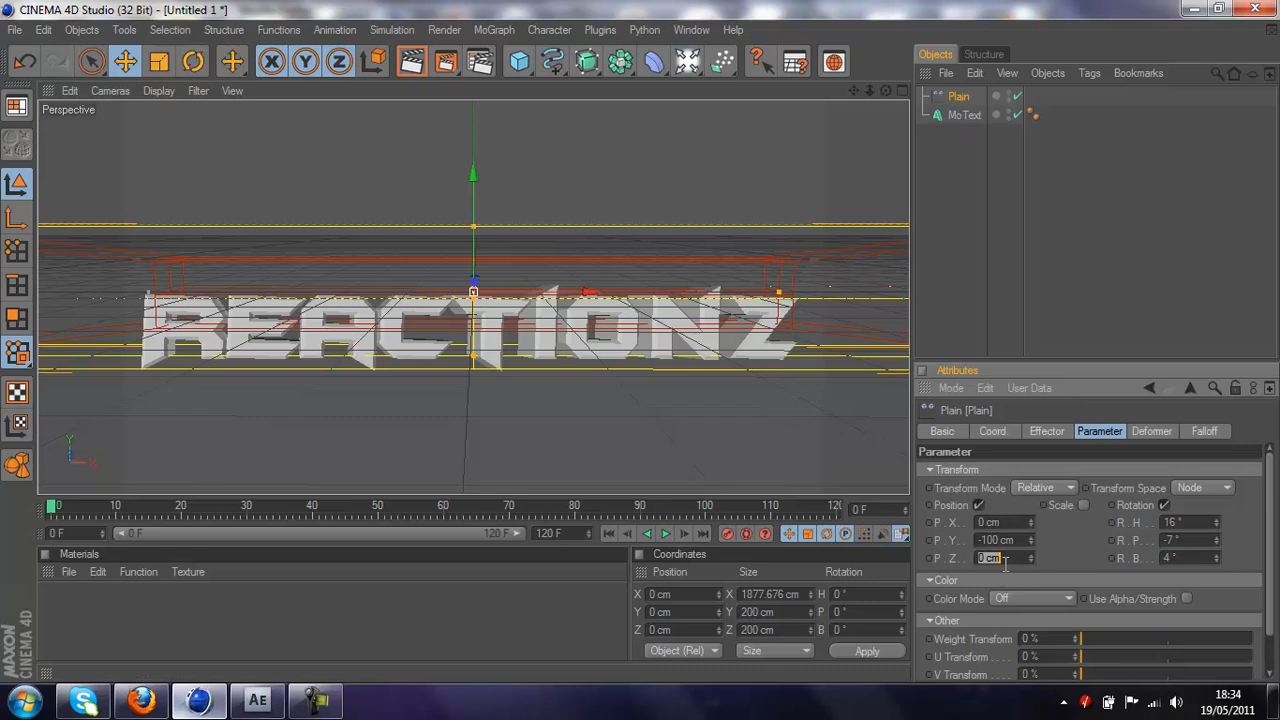 CINEMA 4D Studio (32 Bit) - [Untitled 1 *]
File Edit Objects Tools Selection Structure Functions Animation Simulation Render MoGraph Character Plugins Python Window Help
Objects Structure
File Edit View Objects Tags Bookmarks
Edit Cameras Display Filter View
Perspective
Plain
MoText
REACTIONZ
Y
X
Attributes
Mode Edit User Data
Plain [Plain]
Basic Coord. Effector Parameter Deformer Falloff
Parameter
Transform
Transform Mode Relative Transform Space Node
Position Scale Rotation
P . X . . 0 cm R . H . . 16 °
P . Y . . -100 cm R . P . . -7 °
P . Z . . 0 cm R . B . . 4 °
Color
Color Mode Off Use Alpha/Strength
Other
Weight Transform 0 %
U Transform . . . . 0 %
V Transform . . . . 0 %
0 10 20 30 40 50 60 70 80 90 100 110 120 0 F
0 F 0 F 120 F 120 F
Materials
File Edit Function Texture
Coordinates
Position Size Rotation
X 0 cm X 1877.676 cm H 0 °
Y 0 cm Y 200 cm P 0 °
Z 0 cm Z 200 cm B 0 °
Object (Rel) Size Apply
MAXON CINEMA 4D
Ae
18:34
19/05/2011